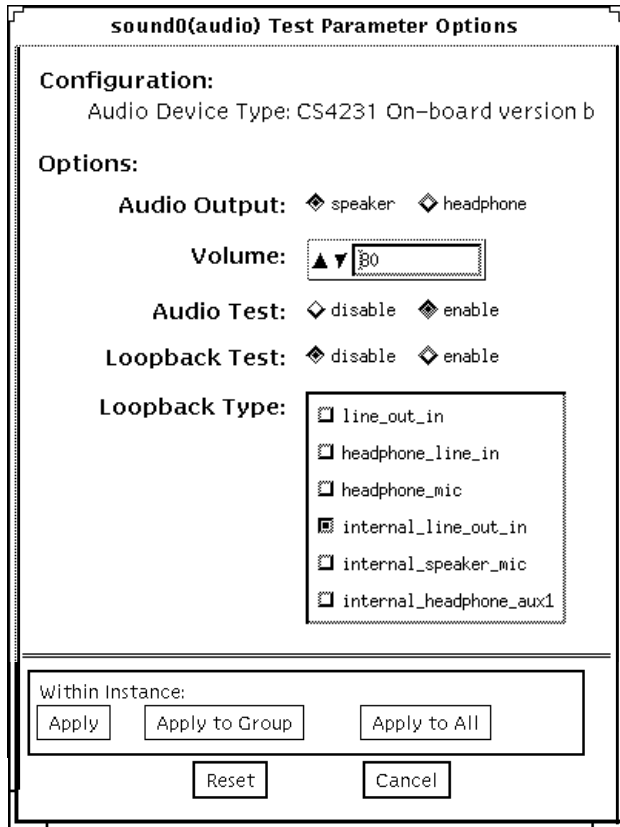 sound0(audio) Test Parameter Options
Configuration:
Audio Device Type: CS4231 On-board version b
Options:
Audio Output: speaker headphone
Volume: 80
Audio Test: disable enable
Loopback Test: disable enable
Loopback Type:
line_out_in
headphone_line_in
headphone_mic
internal_line_out_in
internal_speaker_mic
internal_headphone_aux1
Within Instance:
Apply Apply to Group Apply to All
Reset Cancel